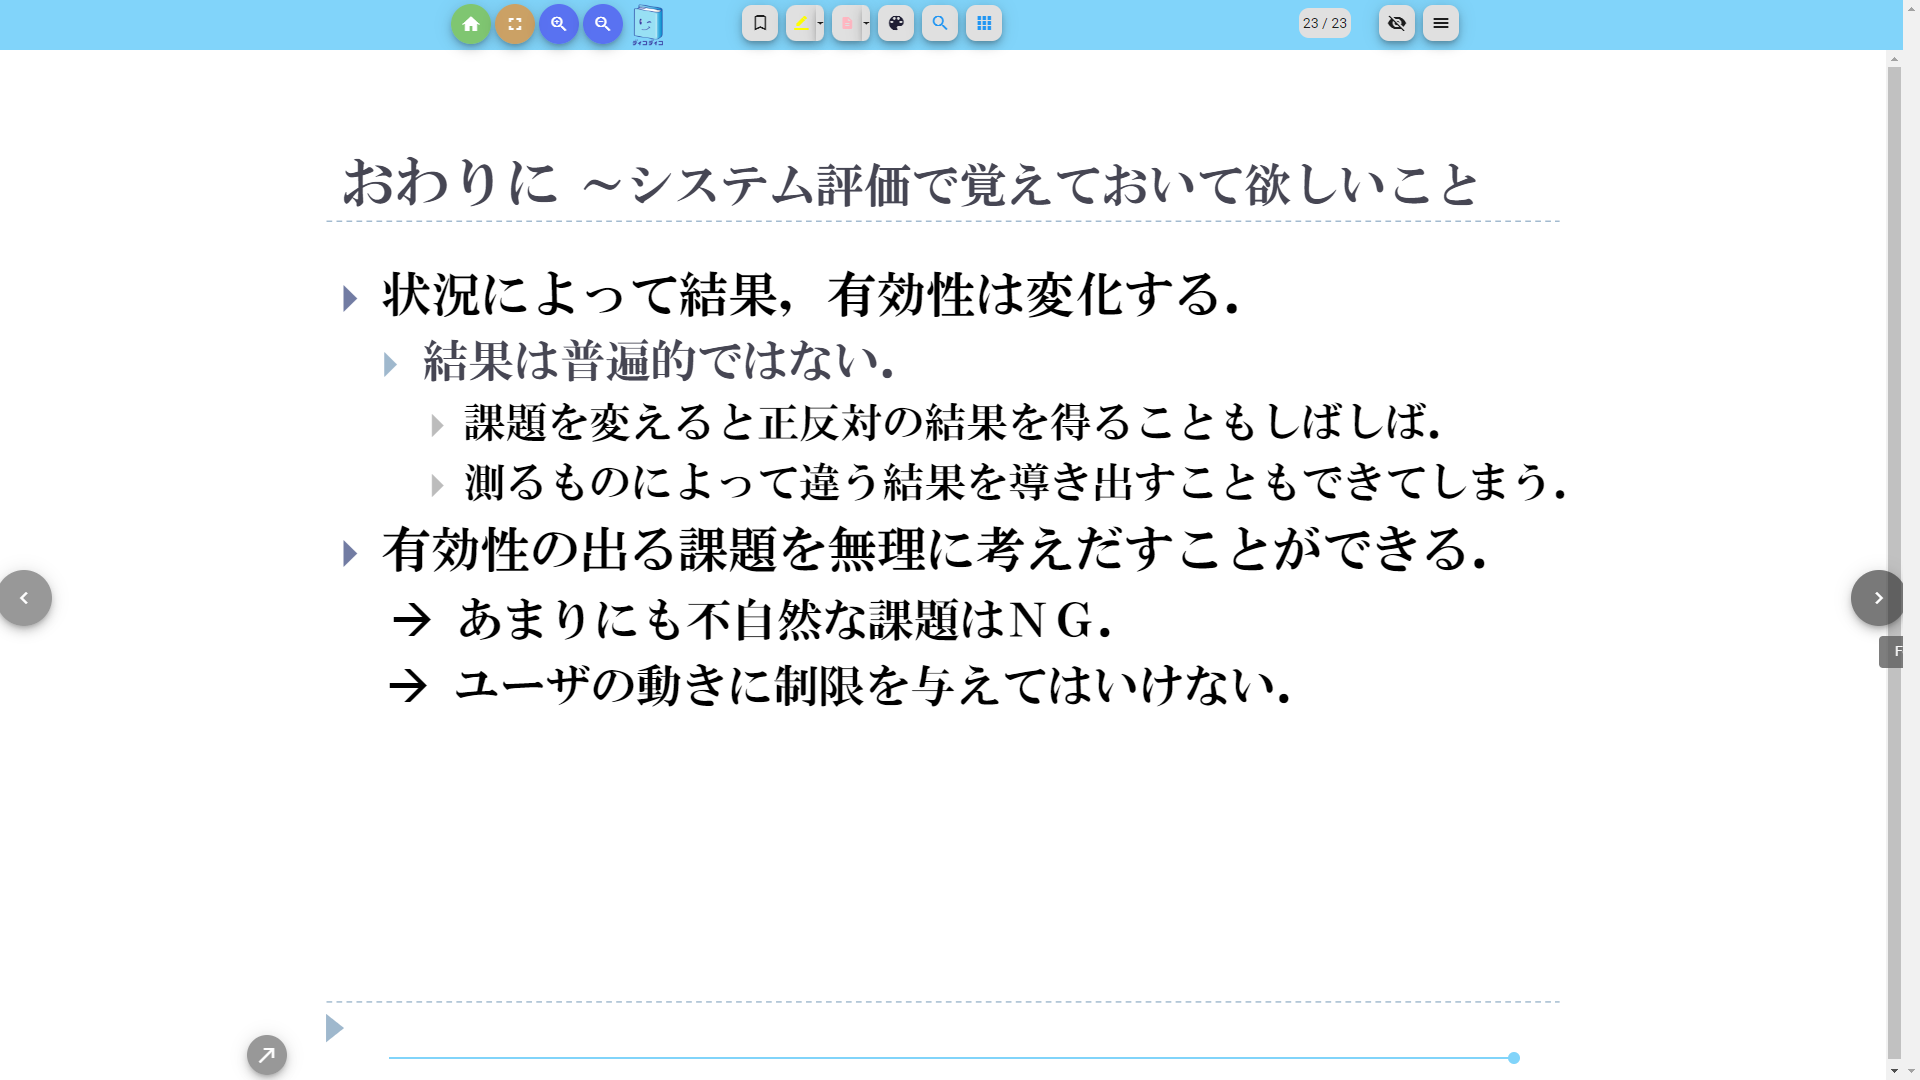 23 / 23
おわりに ～システム評価で覚えておいて欲しいこと
状況によって結果，有効性は変化する．
結果は普遍的ではない．
課題を変えると正反対の結果を得ることもしばしば．
測るものによって違う結果を導き出すこともできてしまう．
有効性の出る課題を無理に考えだすことができる．
→ あまりにも不自然な課題はＮＧ．
→ ユーザの動きに制限を与えてはいけない．